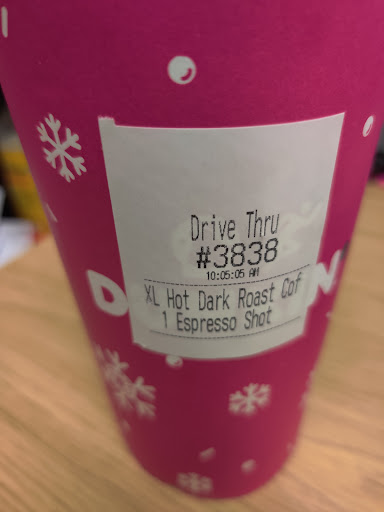 Drive Thru
#3838
10:05:05 AM
XL Hot Dark Roast Cof
1 Espresso Shot